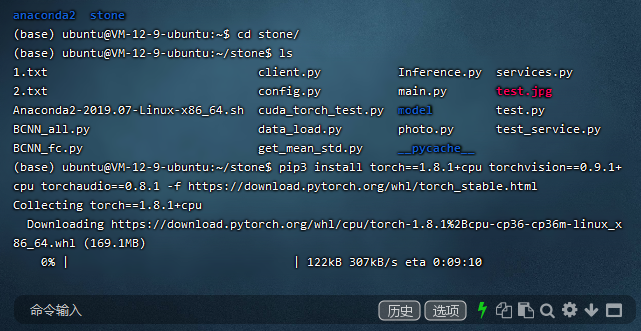 anaconda2  stone
(base) ubuntu@VM-12-9-ubuntu:~$ cd stone/
(base) ubuntu@VM-12-9-ubuntu:~/stone$ ls
1.txt                            client.py           Inference.py  services.py
2.txt                            config.py           main.py       test.jpg
Anaconda2-2019.07-Linux-x86_64.sh  cuda_torch_test.py  model         test.py
BCNN_all.py                      data_load.py        photo.py      test_service.py
BCNN_fc.py                       get_mean_std.py     __pycache__
(base) ubuntu@VM-12-9-ubuntu:~/stone$ pip3 install torch==1.8.1+cpu torchvision==0.9.1+
cpu torchaudio==0.8.1 -f https://download.pytorch.org/whl/torch_stable.html
Collecting torch==1.8.1+cpu
  Downloading https://download.pytorch.org/whl/cpu/torch-1.8.1%2Bcpu-cp36-cp36m-linux_x
86_64.whl (169.1MB)
    0% |                                | 122kB 307kB/s eta 0:09:10
命令输入 历史 选项